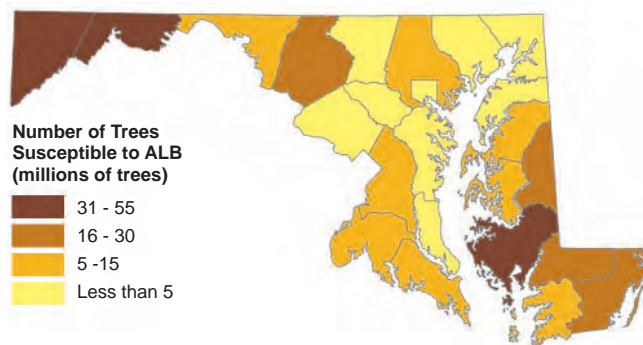 Number of Trees
Susceptible to ALB
(millions of trees)
31 - 55
16 - 30
5 -15
Less than 5